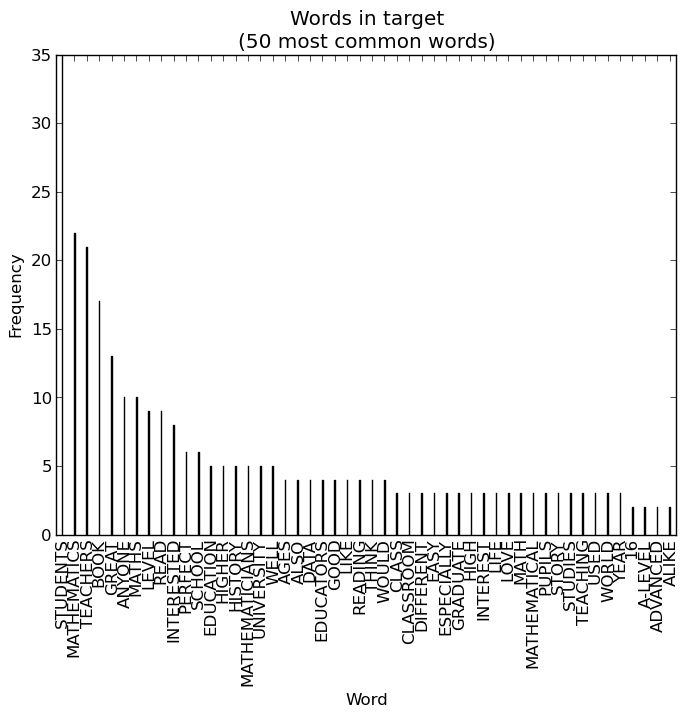 Words in target
(50 most common words)
35
30
25
20
15
10
5
0
Frequency
STUDENTS
MATHEMATICS
TEACHERS
BOOK
GREAT
ANYONE
MATHS
LEVEL
READ
INTERESTED
PERFECT
SCHOOL
EDUCATION
HIGHER
HISTORY
MATHEMATICIANS
UNIVERSITY
WELL
AGES
ALSO
DATA
EDUCATORS
GOOD
LIKE
READING
THINK
WOULD
CLASS
CLASSROOM
DIFFERENT
EASY
ESPECIALLY
GRADUATE
HIGH
INTEREST
LIFE
LOVE
MATH
MATHEMATICAL
PUPILS
STORY
STUDIES
TEACHING
USED
WORLD
YEAR
16
A-LEVEL
ADVANCED
ALIKE
Word